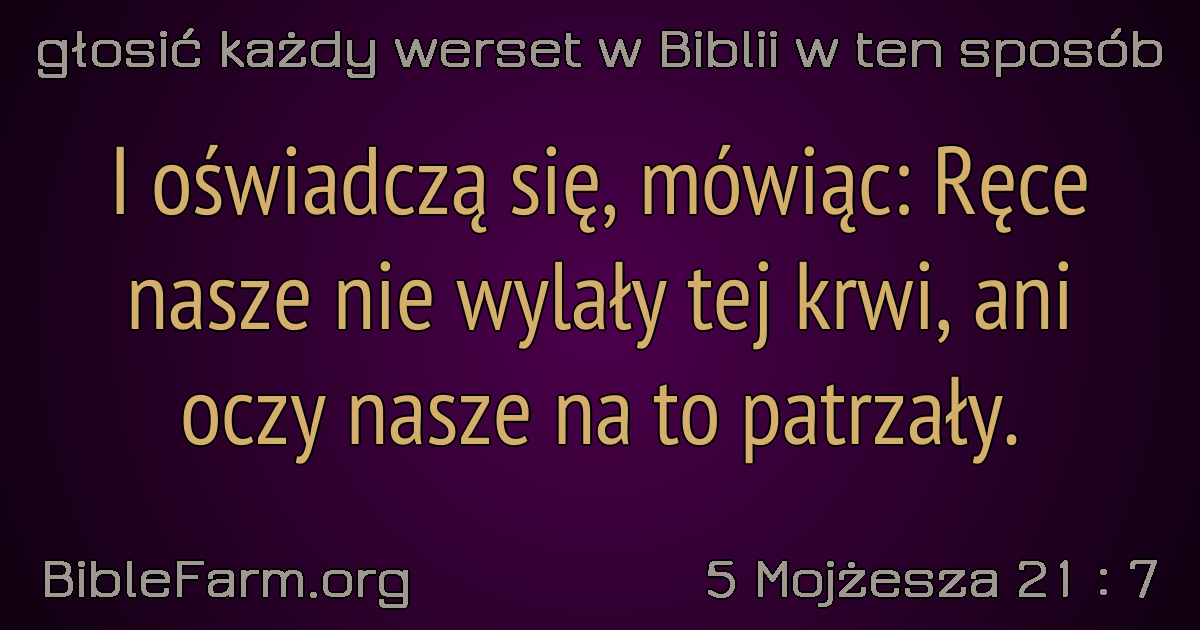 głosić każdy werset w Biblii w ten sposób
I oświadczą się, mówiąc: Ręce
nasze nie wylały tej krwi, ani
oczy nasze na to patrzały.
BibleFarm.org
5 Mojżesza 21 : 7